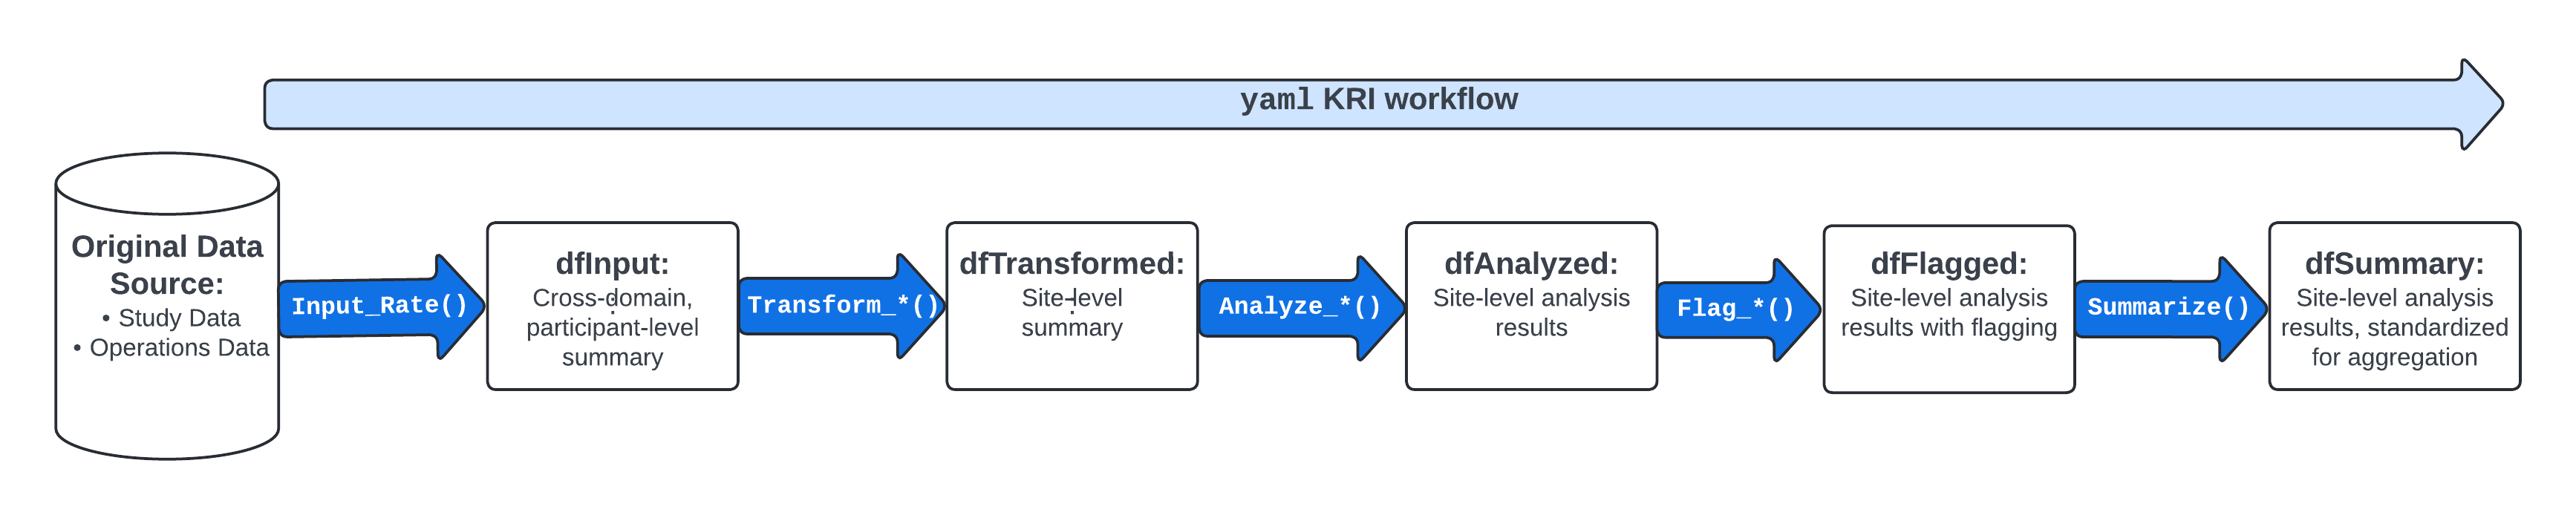 yaml KRI workflow
Original Data
Source:
• Study Data
• Operations Data
Input_Rate()
dfInput:
Cross-domain,
participant-level
summary
Transform_*()
dfTransformed:
Site-level
summary
Analyze_*()
dfAnalyzed:
Site-level analysis
results
Flag_*()
dfFlagged:
Site-level analysis
results with flagging
Summarize()
dfSummary:
Site-level analysis
results, standardized
for aggregation